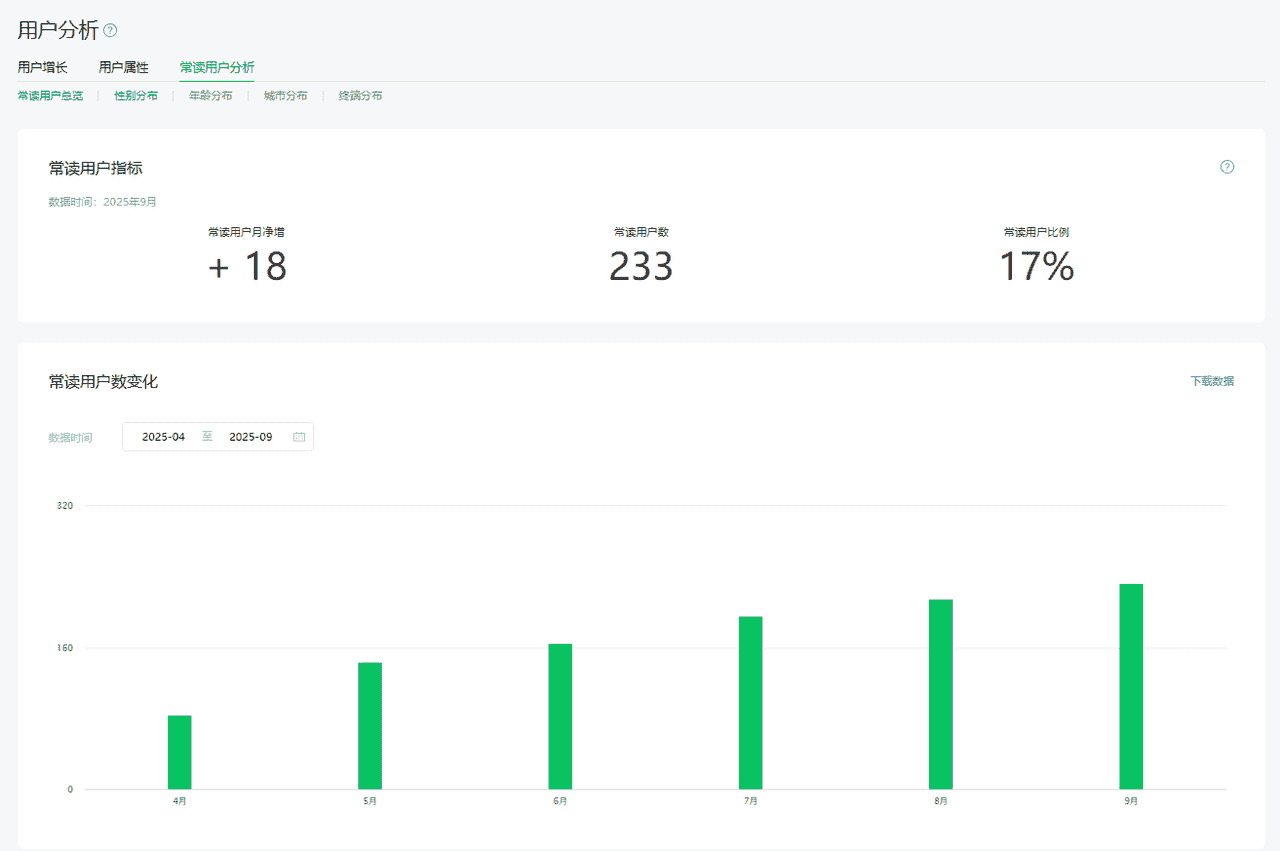 用户分析 ?
用户增长 用户属性 常读用户分析
常读用户总览 | 性别分布 | 年龄分布 | 城市分布 | 终端分布
常读用户指标 ?
数据时间：2025年9月
常读用户月净增 常读用户数 常读用户比例
+ 18 233 17%
常读用户数变化 下载数据
数据时间 2025-04 至 2025-09
320
160
0
4月 5月 6月 7月 8月 9月